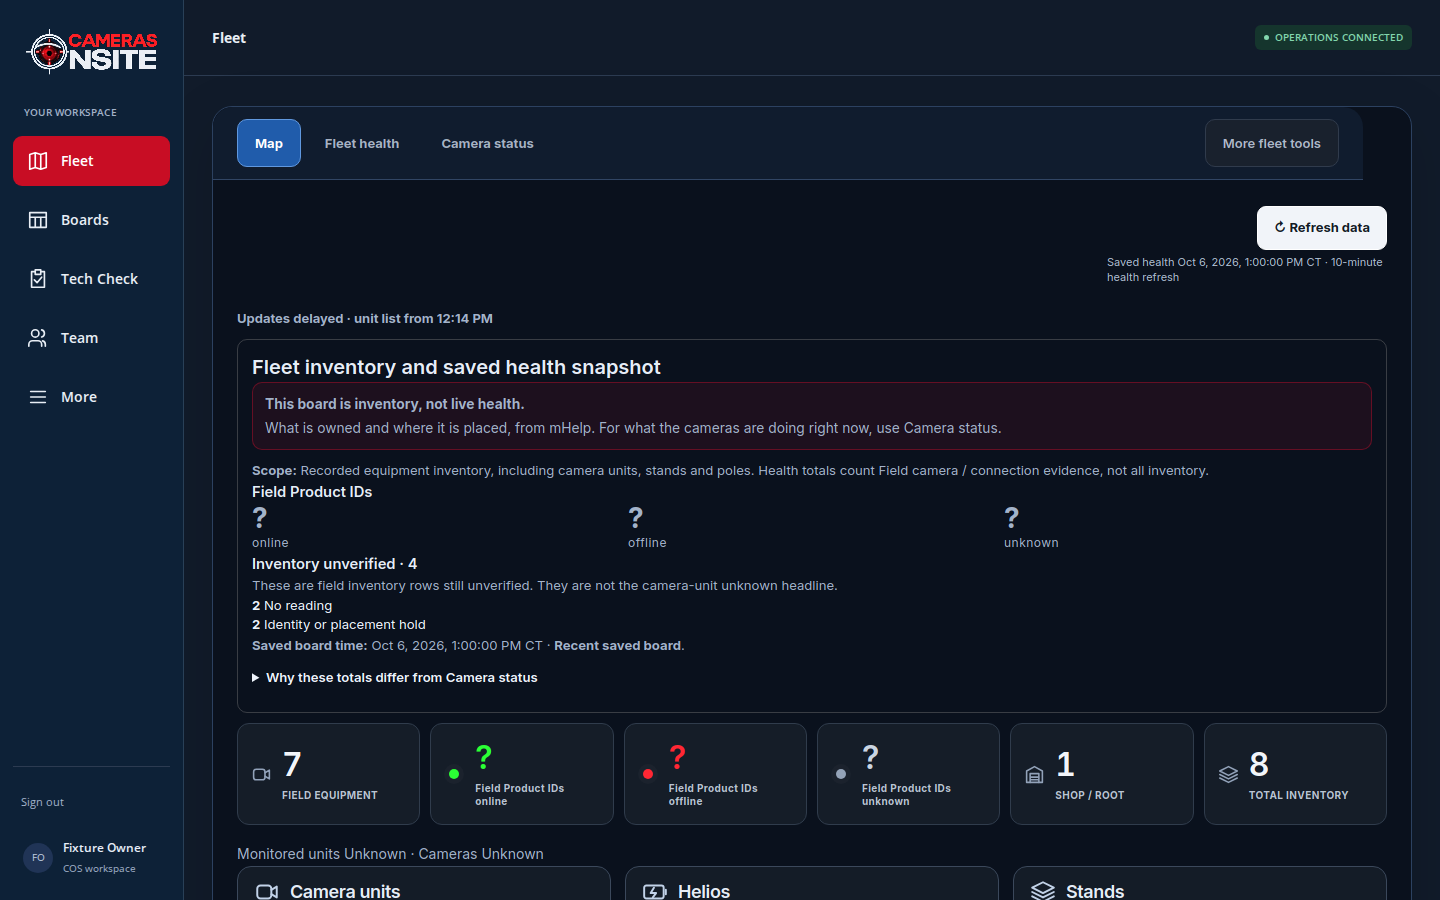 CAMERAS
NSITE
YOUR WORKSPACE
Fleet
Boards
Tech Check
Team
More
Sign out
FO
Fixture Owner
COS workspace
Fleet
OPERATIONS CONNECTED
Map
Fleet health
Camera status
More fleet tools
↻ Refresh data
Saved health Oct 6, 2026, 1:00:00 PM CT · 10-minute
health refresh
Updates delayed · unit list from 12:14 PM
Fleet inventory and saved health snapshot
This board is inventory, not live health.
What is owned and where it is placed, from mHelp. For what the cameras are doing right now, use Camera status.
Scope: Recorded equipment inventory, including camera units, stands and poles. Health totals count Field camera / connection evidence, not all inventory.
Field Product IDs
? ? ?
online offline unknown
Inventory unverified · 4
These are field inventory rows still unverified. They are not the camera-unit unknown headline.
2 No reading
2 Identity or placement hold
Saved board time: Oct 6, 2026, 1:00:00 PM CT · Recent saved board.
▶ Why these totals differ from Camera status
7
FIELD EQUIPMENT
?
Field Product IDs
online
?
Field Product IDs
offline
?
Field Product IDs
unknown
1
SHOP / ROOT
8
TOTAL INVENTORY
Monitored units Unknown · Cameras Unknown
Camera units
Helios
Stands